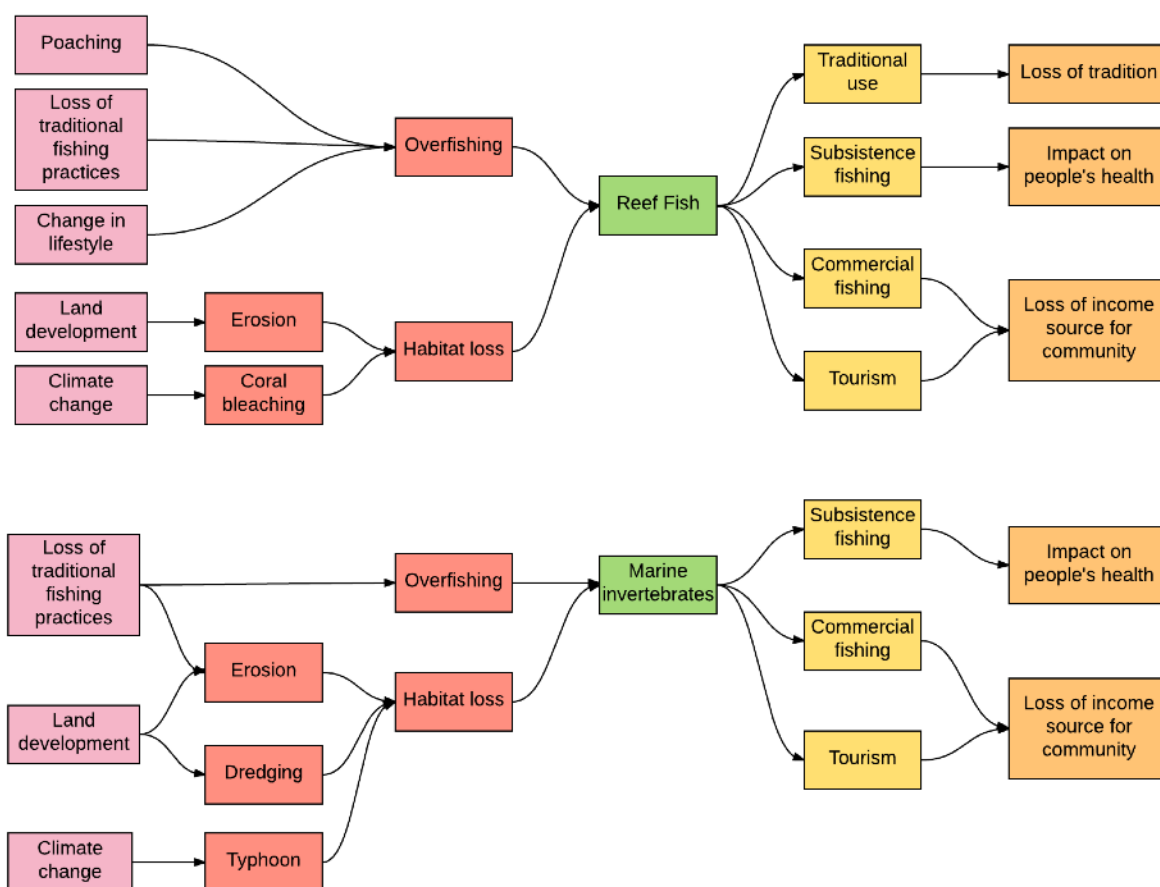 Poaching
Loss of
traditional
fishing
practices
Change in
lifestyle
Land
development
Climate
change
Erosion
Coral
bleaching
Overfishing
Habitat loss
Reef Fish
Traditional
use
Subsistence
fishing
Commercial
fishing
Tourism
Loss of tradition
Impact on
people's health
Loss of income
source for
community
Loss of
traditional
fishing
practices
Land
development
Climate
change
Erosion
Dredging
Typhoon
Overfishing
Habitat loss
Marine
invertebrates
Subsistence
fishing
Commercial
fishing
Tourism
Impact on
people's health
Loss of income
source for
community